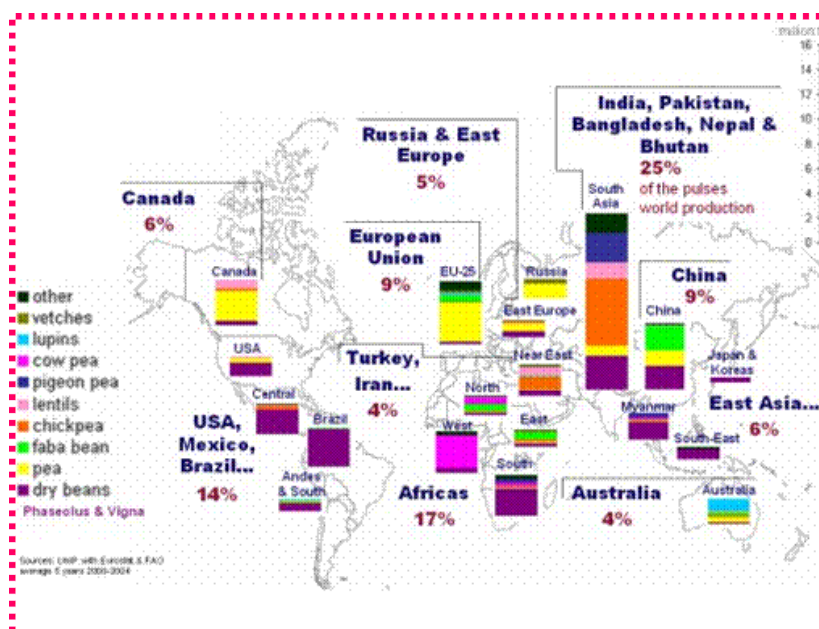 million t
16
14
12
10
8
6
4
2
0
India, Pakistan,
Bangladesh, Nepal &
Bhutan
25%
of the pulses
world production
Russia & East
Europe
5%
Canada
6%
European
Union
9%
China
9%
South
Asia
Canada
EU-25
Russia
East Europe
China
USA
Near East
Japan &
Koreas
Turkey,
Iran...
4%
Central
Brazil
North
West
East
South
Myanmar
South-East
East Asia...
6%
USA,
Mexico,
Brazil...
14%
Andes
& South
Africas
17%
Australia
4%
Australia
other
vetches
lupins
cow pea
pigeon pea
lentils
chickpea
faba bean
pea
dry beans
Phaseolus & Vigna
Sources: UNIP with Eurostat & FAO
average 5 years